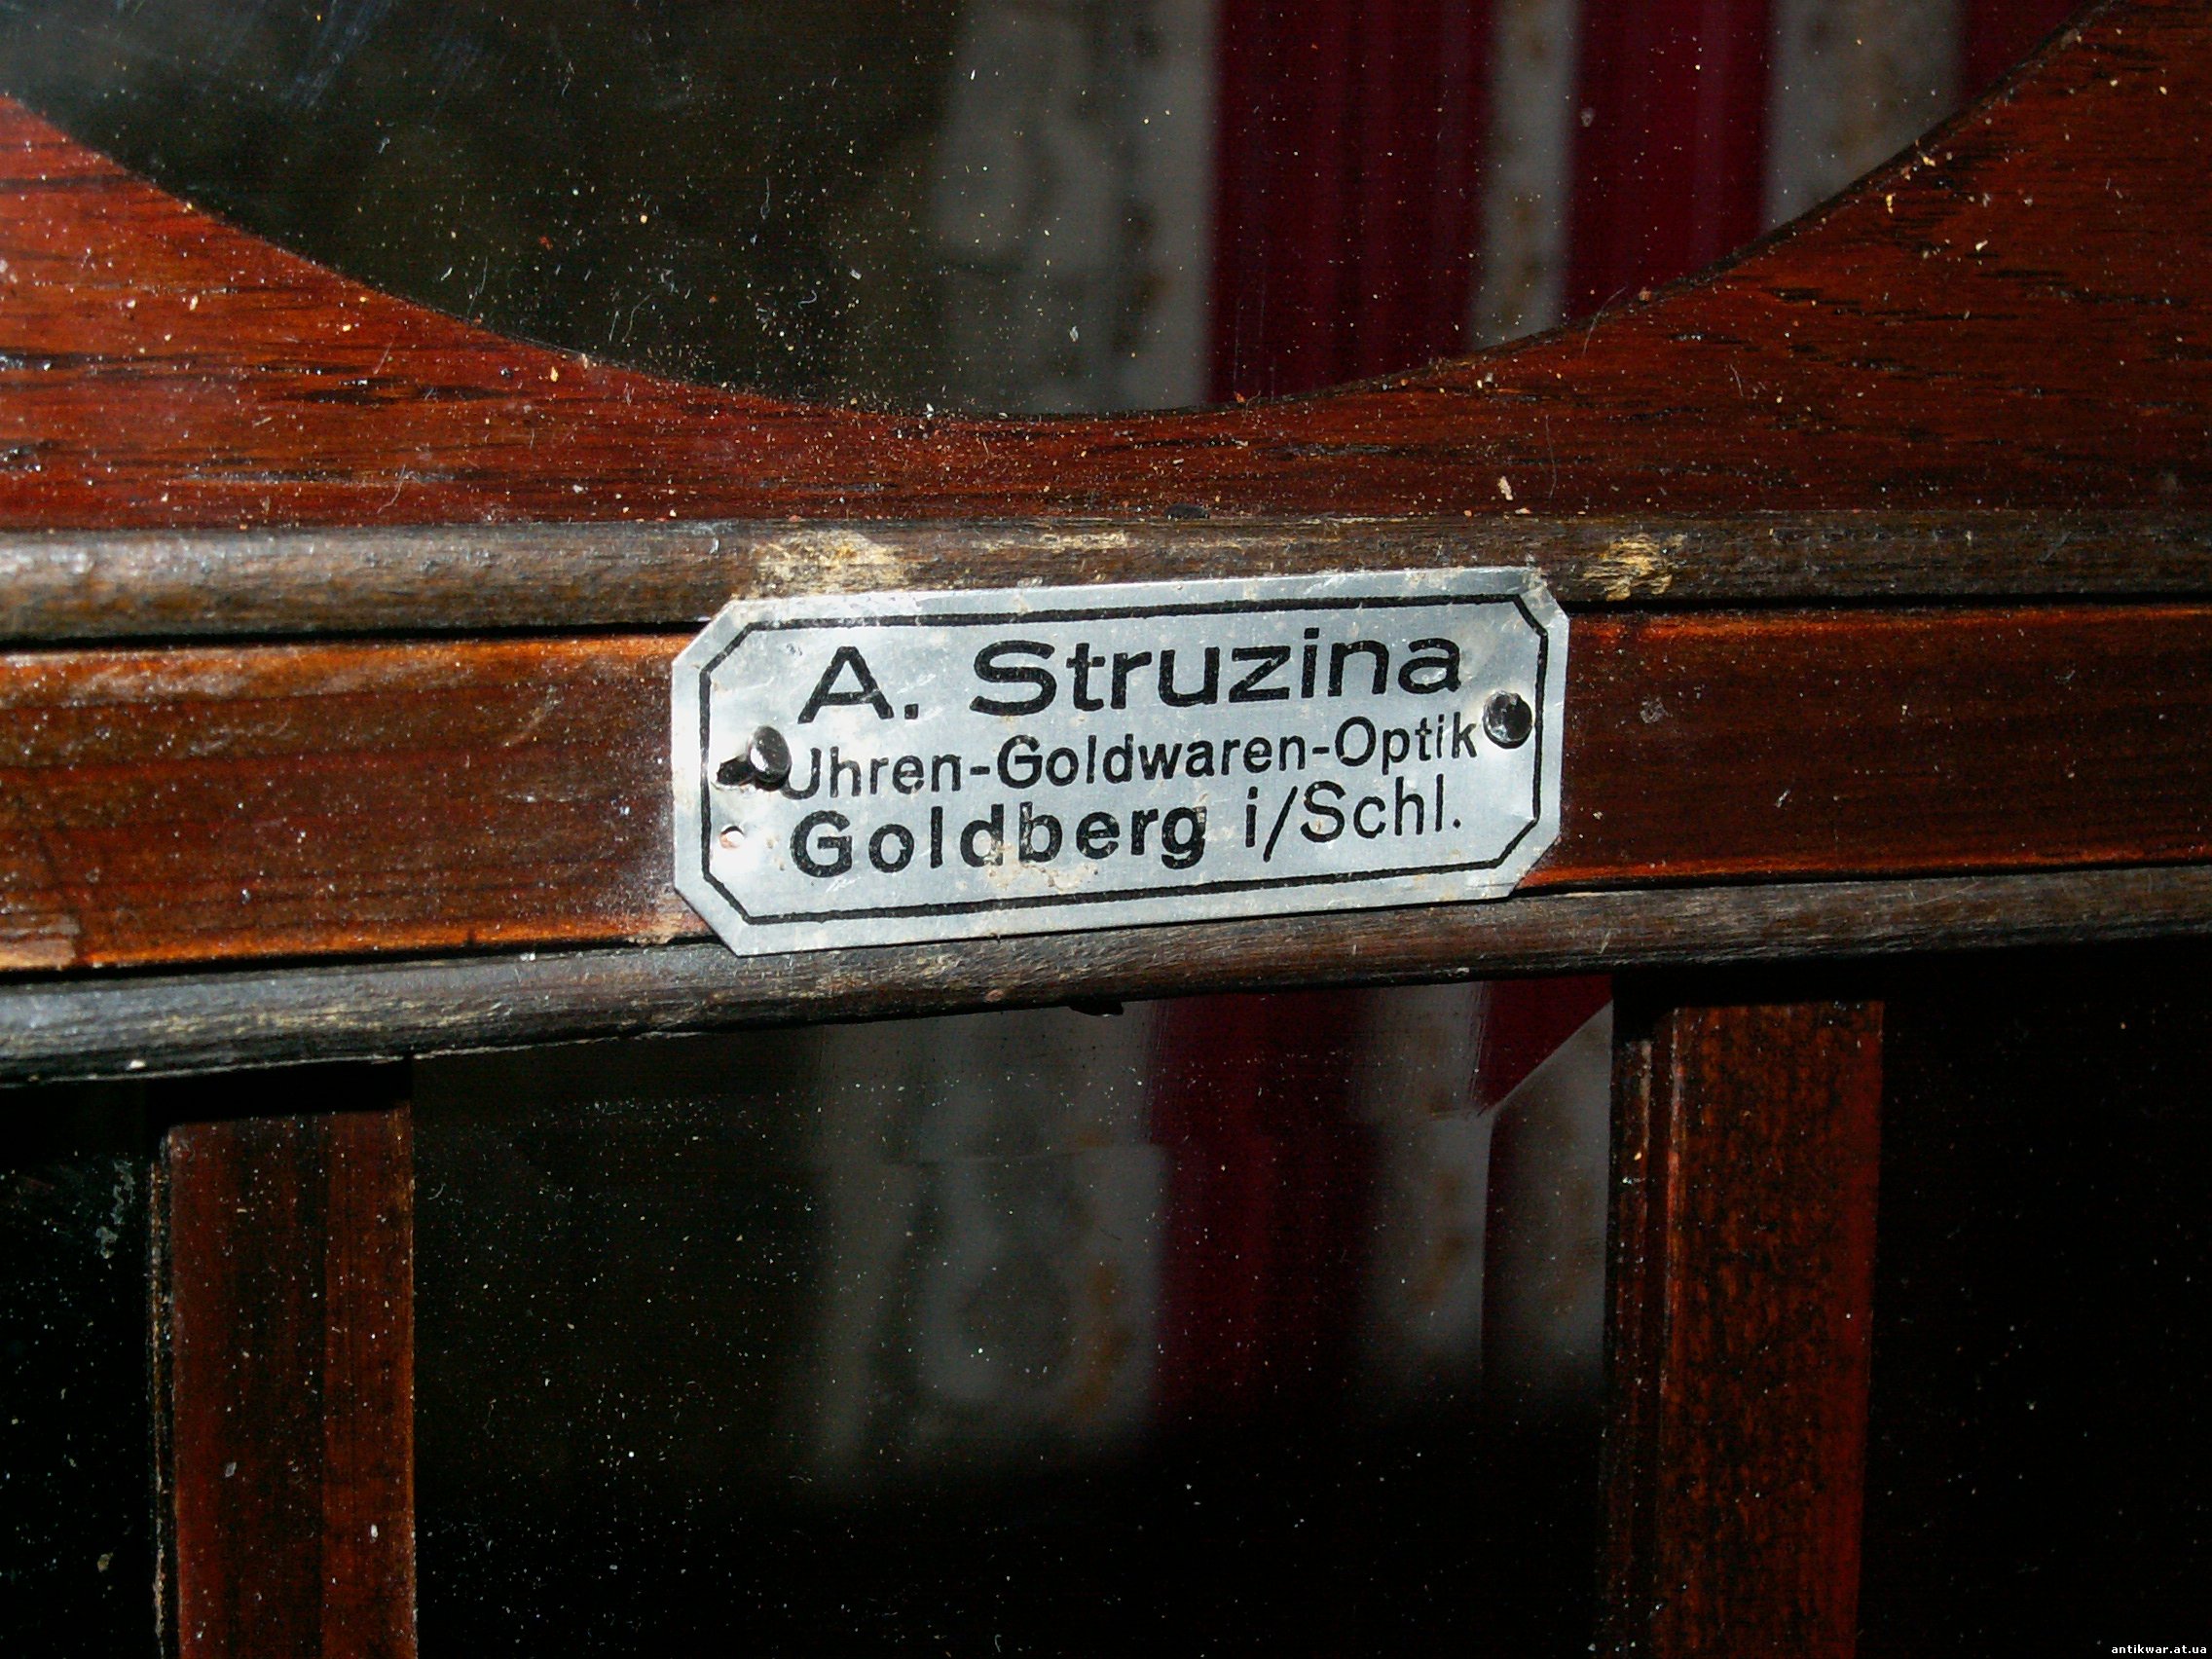 A. Struzina
Uhren-Goldwaren-Optik
Goldberg i/Schl.
antikwar.at.ua